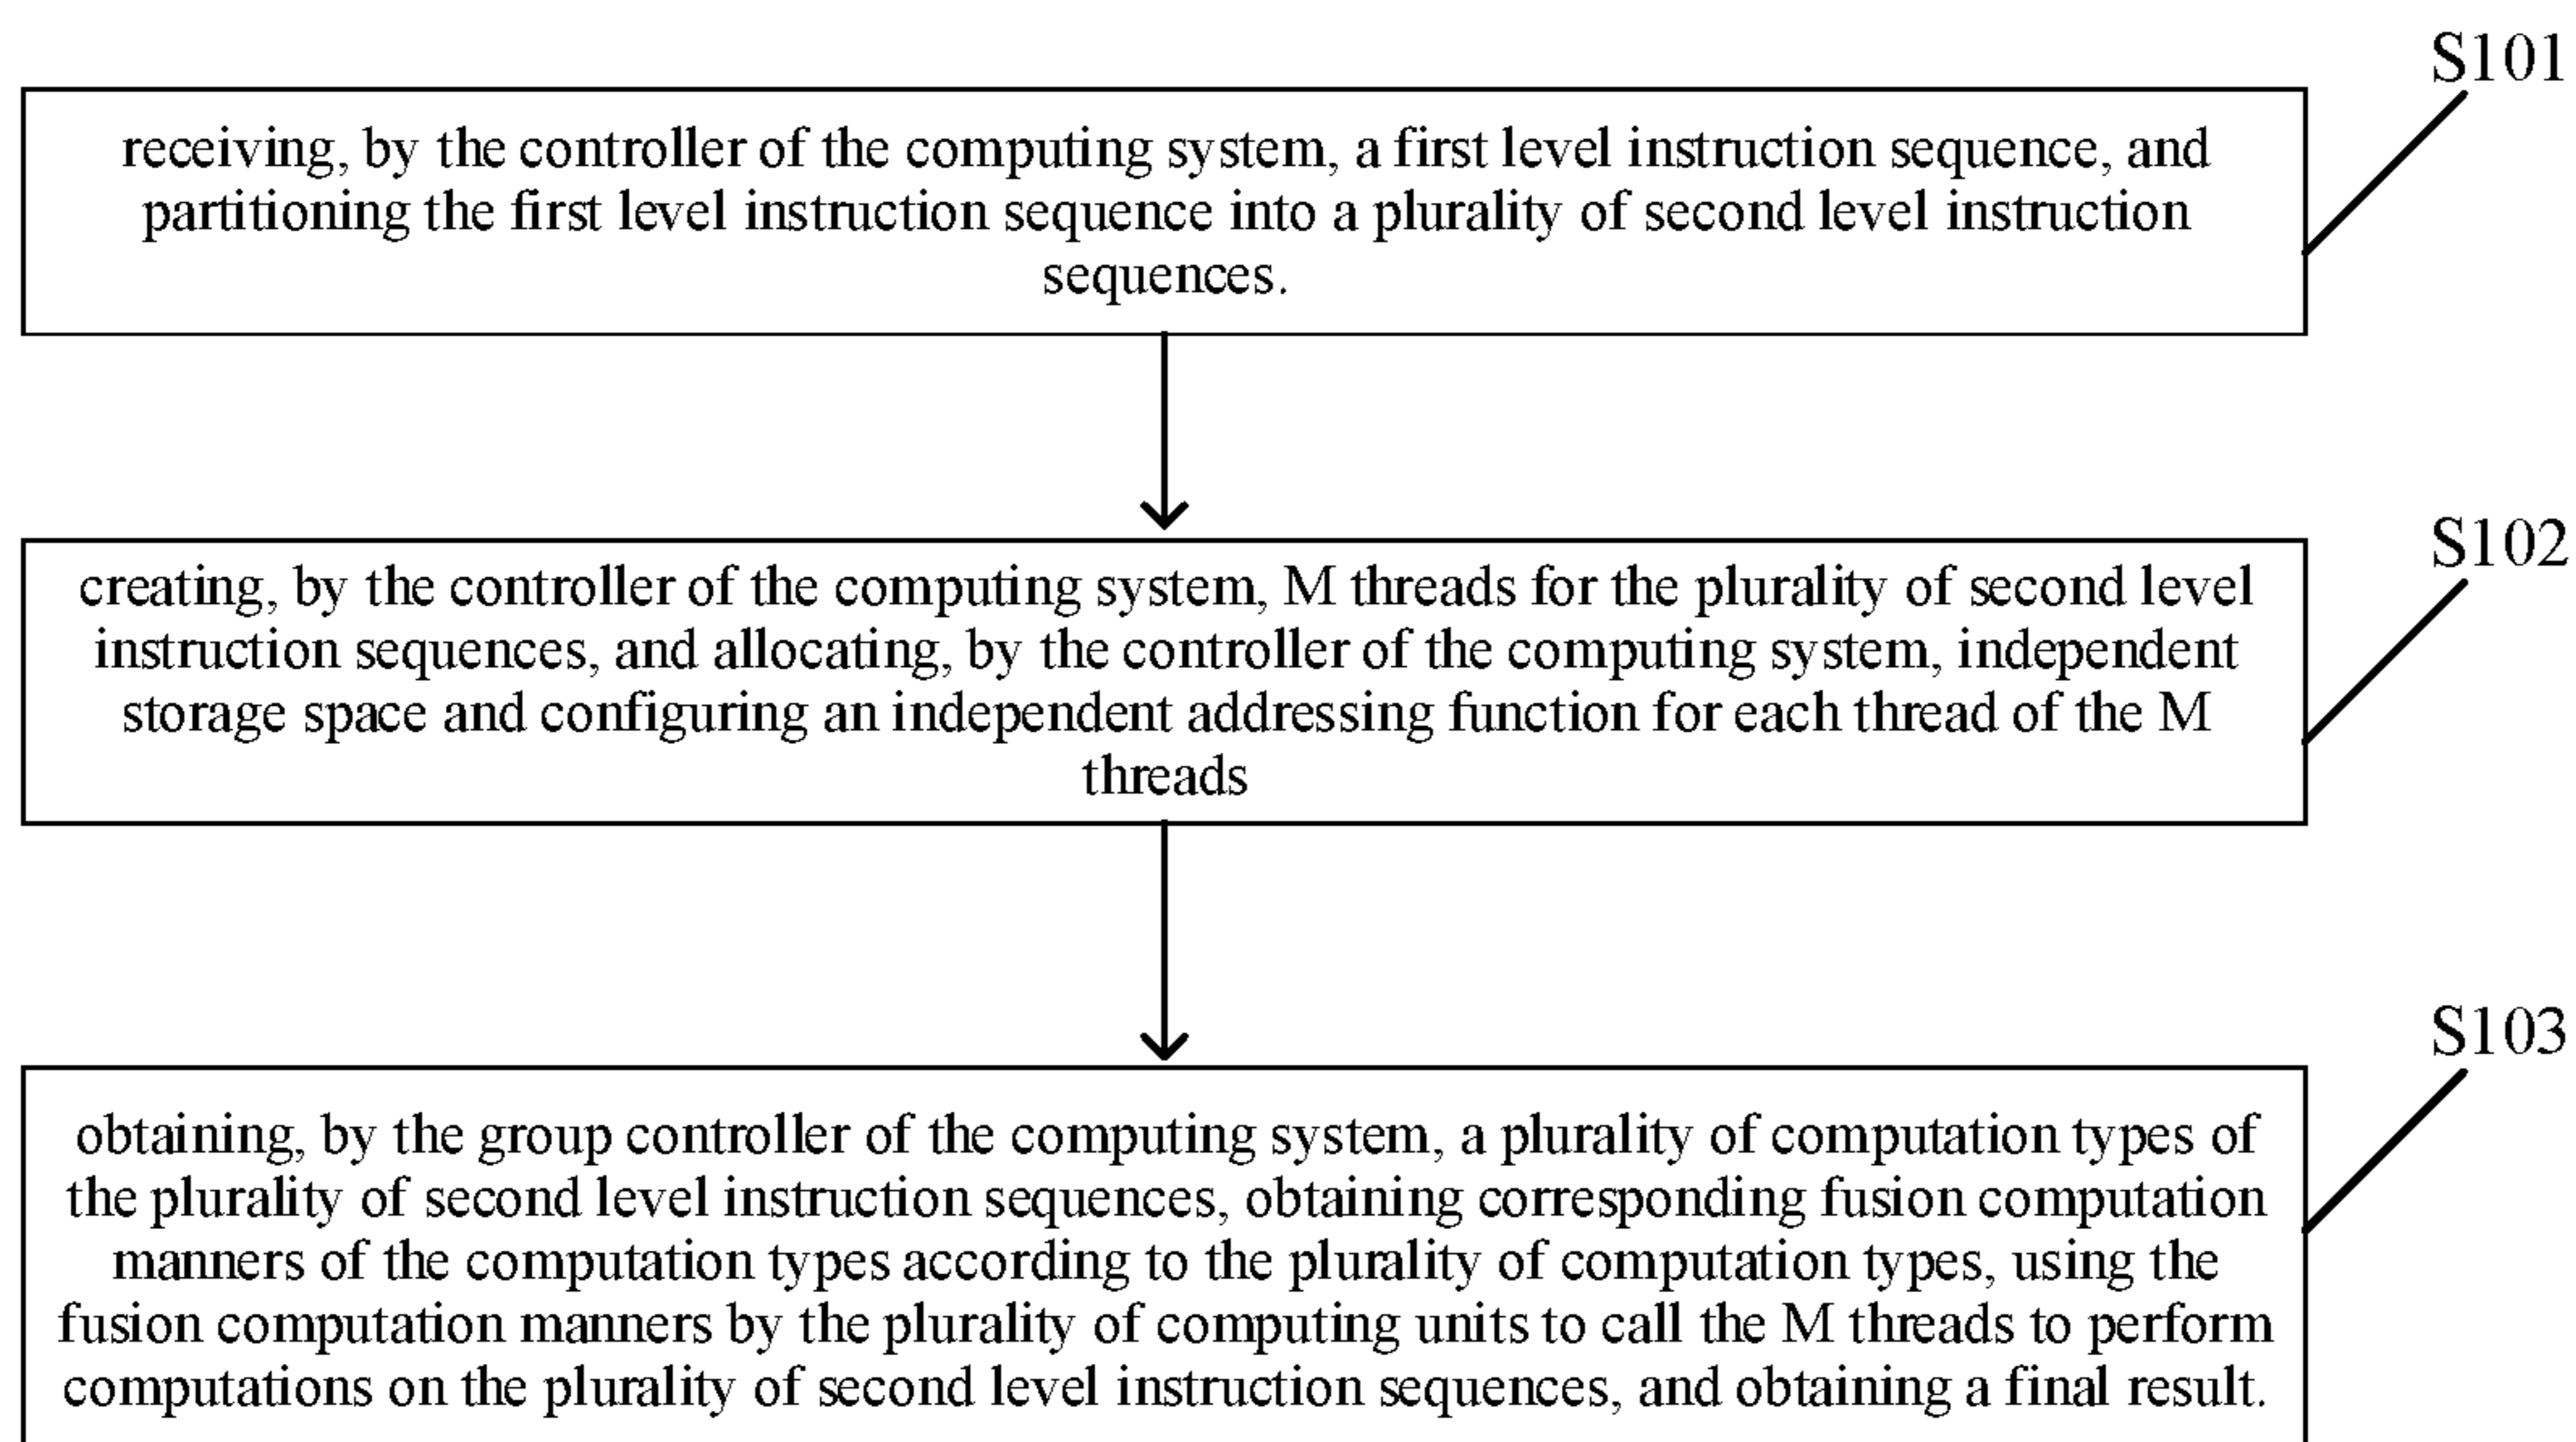 S101
receiving, by the controller of the computing system, a first level instruction sequence, and
partitioning the first level instruction sequence into a plurality of second level instruction
sequences.
S102
creating, by the controller of the computing system, M threads for the plurality of second level
instruction sequences, and allocating, by the controller of the computing system, independent
storage space and configuring an independent addressing function for each thread of the M
threads
S103
obtaining, by the group controller of the computing system, a plurality of computation types of
the plurality of second level instruction sequences, obtaining corresponding fusion computation
manners of the computation types according to the plurality of computation types, using the
fusion computation manners by the plurality of computing units to call the M threads to perform
computations on the plurality of second level instruction sequences, and obtaining a final result.